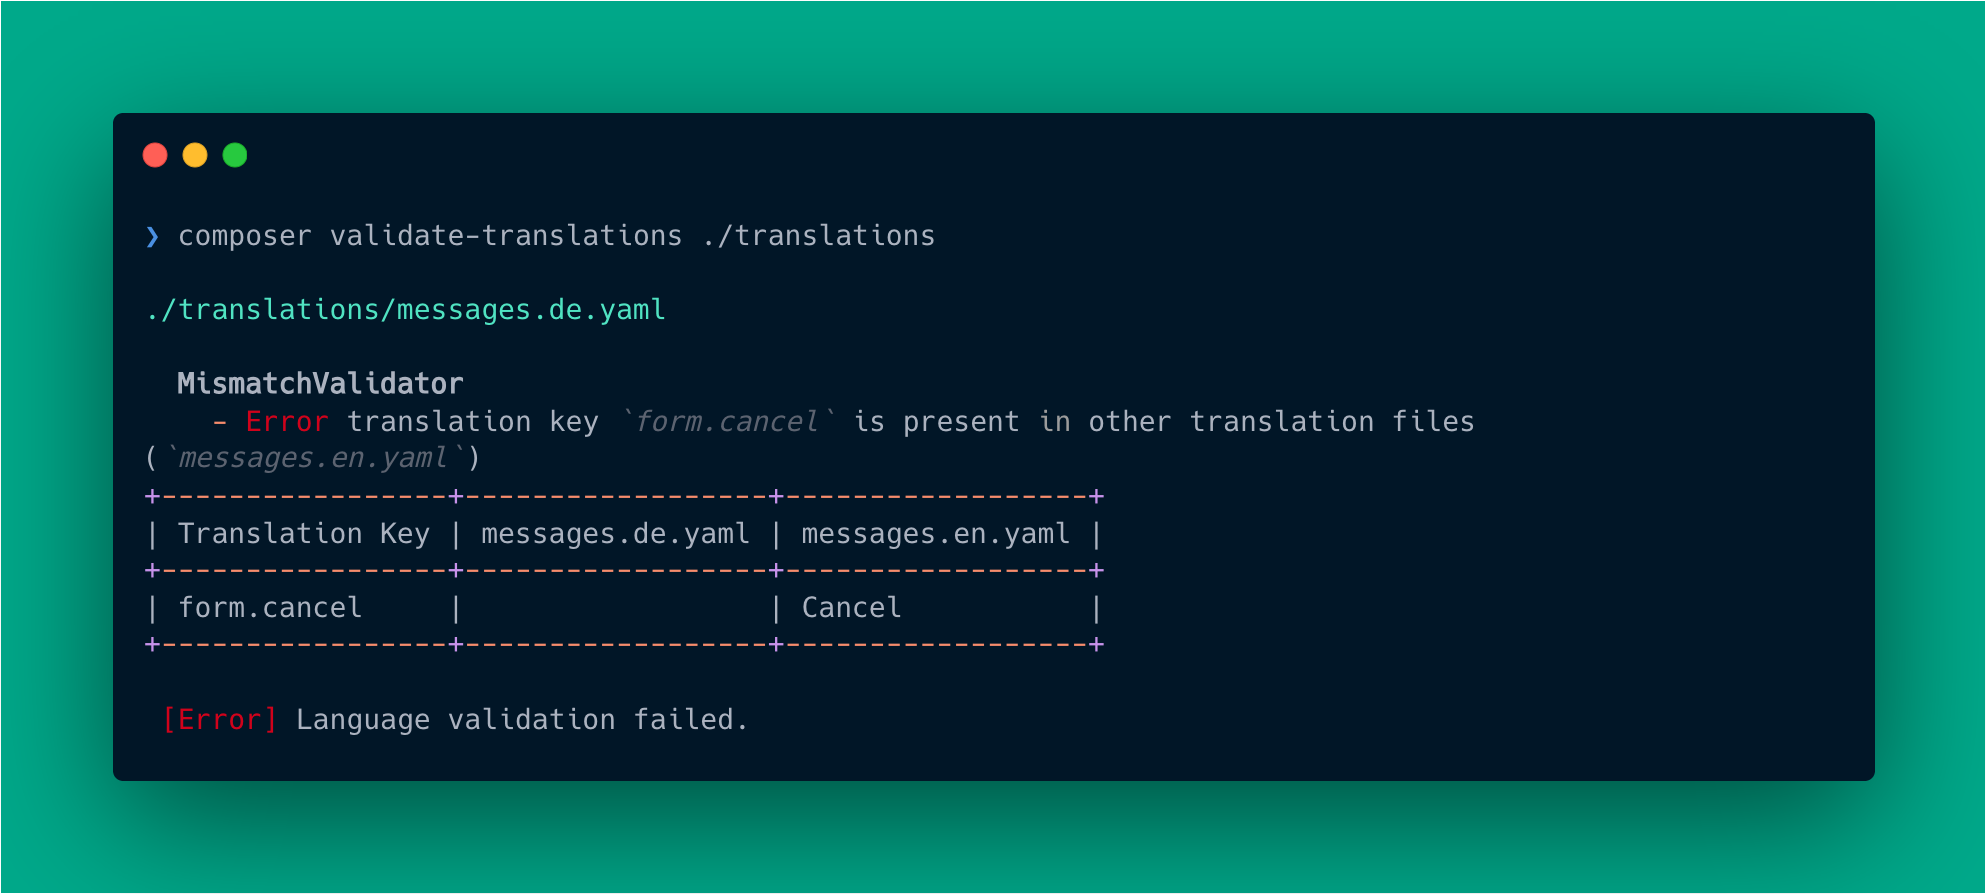 ❯ composer validate-translations ./translations
./translations/messages.de.yaml
MismatchValidator
- Error translation key `form.cancel` is present in other translation files
(`messages.en.yaml`)
+-----------------+------------------+------------------+
| Translation Key | messages.de.yaml | messages.en.yaml |
+-----------------+------------------+------------------+
| form.cancel     |                  | Cancel           |
+-----------------+------------------+------------------+
[Error] Language validation failed.